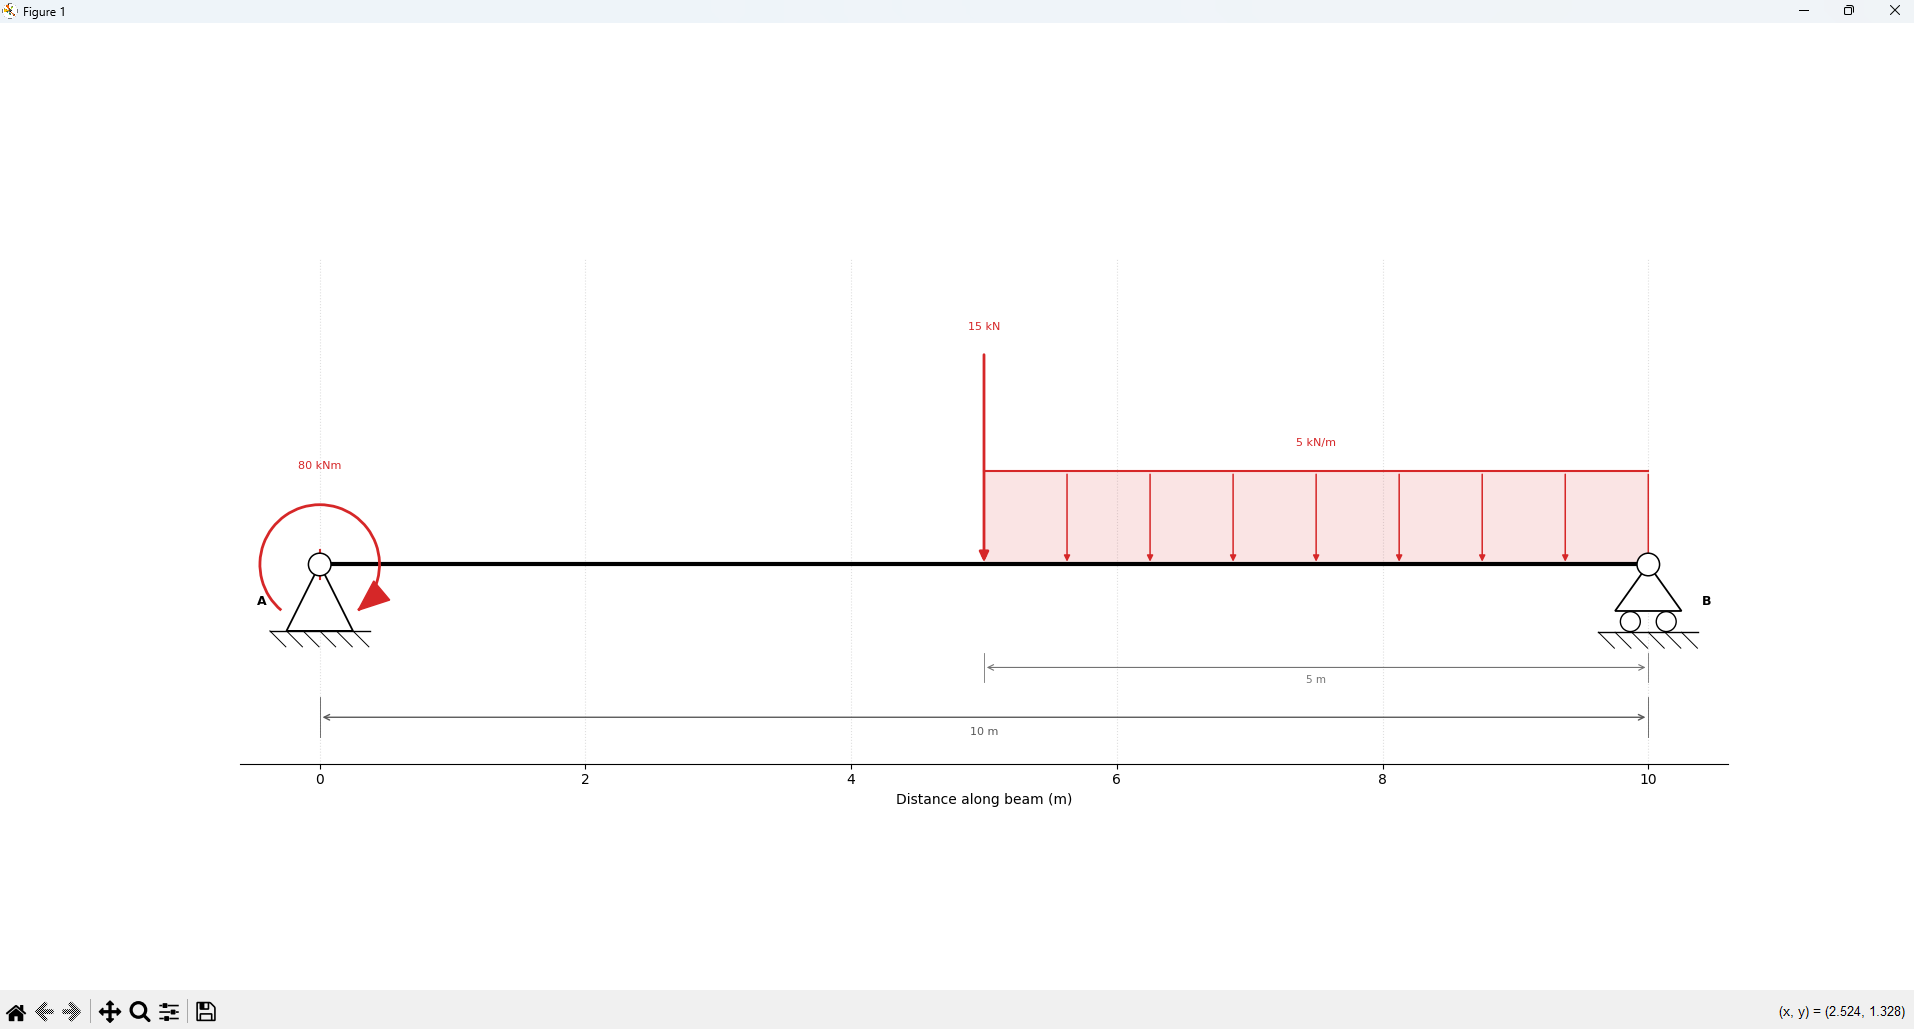 Figure 1
15 kN
5 kN/m
80 kNm
A
B
5 m
10 m
0 2 4 6 8 10
Distance along beam (m)
(x, y) = (2.524, 1.328)